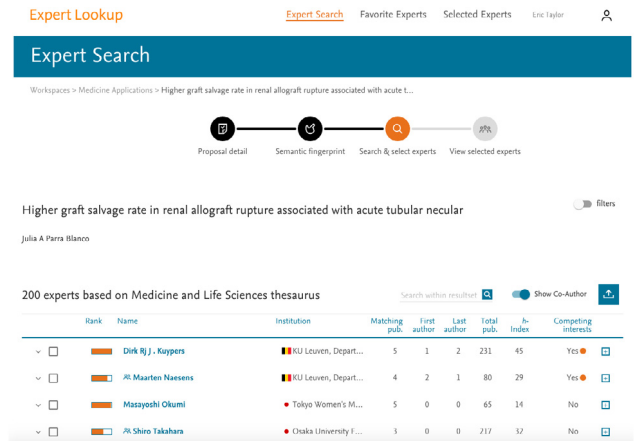 Expert Lookup
Expert Search Favorite Experts Selected Experts Eric Taylor
Expert Search
Workspaces > Medicine Applications > Higher graft salvage rate in renal allograft rupture associated with acute t...
Proposal detail Semantic fingerprint Search & select experts View selected experts
Higher graft salvage rate in renal allograft rupture associated with acute tubular necular
filters
Julia A Parra Blanco
200 experts based on Medicine and Life Sciences thesaurus Search within resultset Show Co-Author
Rank Name Institution Matching pub. First author Last author Total pub. h-Index Competing interests
Dirk Rj J . Kuypers KU Leuven, Depart... 5 1 2 231 45 Yes
Maarten Naesens KU Leuven, Depart... 4 2 1 80 29 Yes
Masayoshi Okumi Tokyo Women's M... 5 0 0 65 14 No
Shiro Takahara Osaka University F... 3 0 0 217 32 No